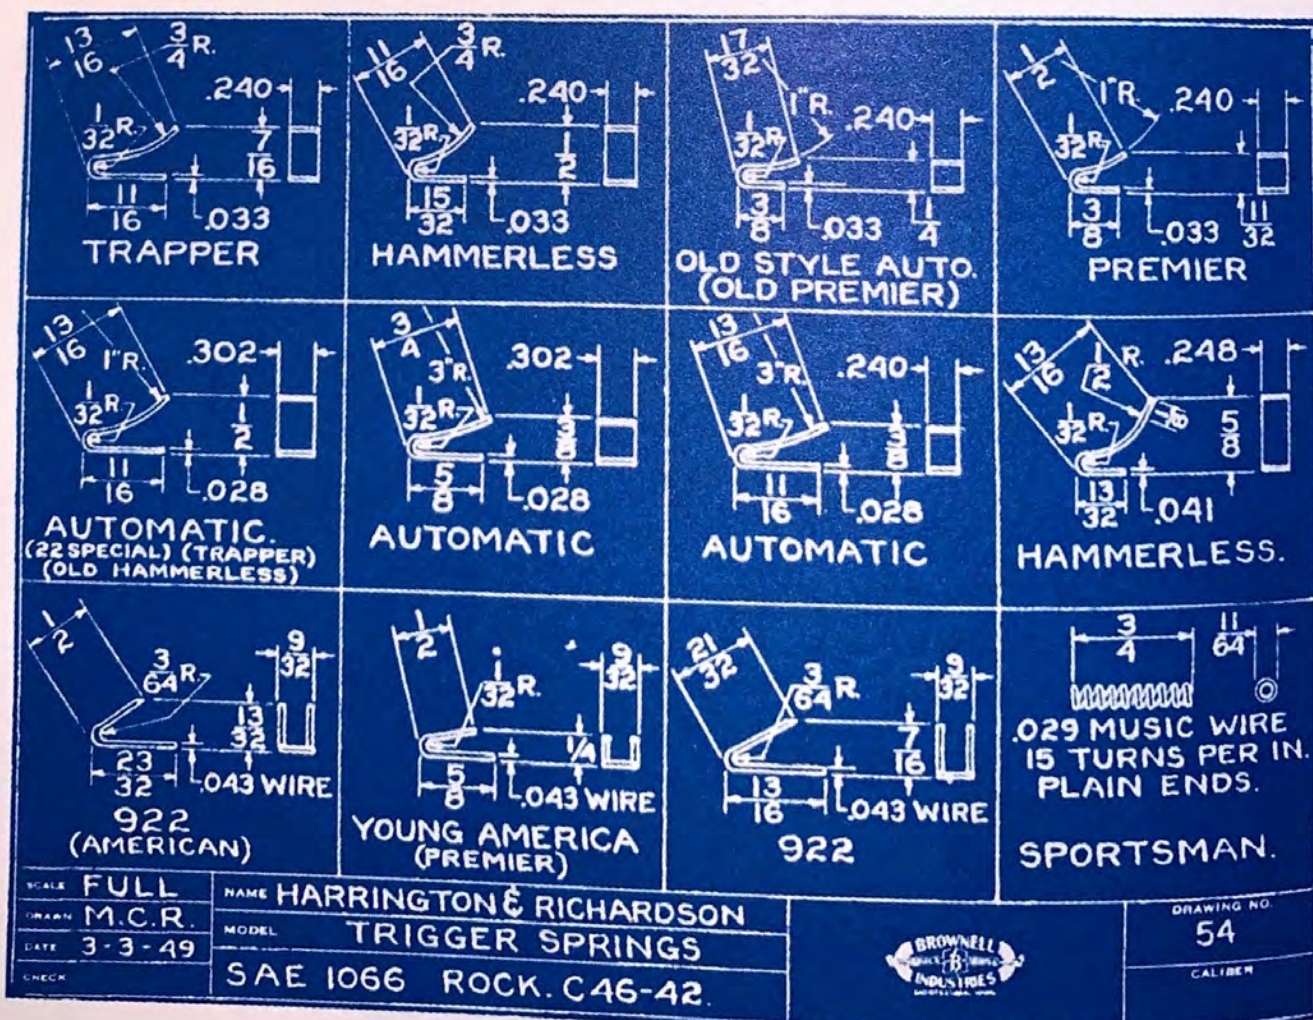 13/16 3/4 R.
.240
1/32 R. 7/16
11/16 .033
TRAPPER
11/16 3/4 R.
.240
1/32 R. 1/2
15/32 .033
HAMMERLESS
17/32 1" R.
.240
1/32 R.
3/8 .033 1/4
OLD STYLE AUTO.
(OLD PREMIER)
1/2 1" R.
.240
1/32 R.
3/8 .033 11/32
PREMIER
13/16 1" R.
.302
1/32 R. 1/2
11/16 .028
AUTOMATIC.
(22 SPECIAL) (TRAPPER)
(OLD HAMMERLESS)
3/4 3" R.
.302
1/32 R. 3/8
5/8 .028
AUTOMATIC
13/16 3" R.
.240
1/32 R. 3/8
11/16 .028
AUTOMATIC
13/16 1/2 R.
.248
1/32 R. 5/8
13/32 .041
HAMMERLESS.
1/2 3/64 R. 9/32
13/32
23/32 .043 WIRE
922
(AMERICAN)
1/2 1/32 R. 9/32
1/4
5/8 .043 WIRE
YOUNG AMERICA
(PREMIER)
21/32 3/64 R. 9/32
7/16
13/16 .043 WIRE
922
3/4 11/64
.029 MUSIC WIRE
15 TURNS PER IN.
PLAIN ENDS.
SPORTSMAN.
SCALE FULL
DRAWN M.C.R.
DATE 3-3-49
CHECK
NAME HARRINGTON & RICHARDSON
MODEL TRIGGER SPRINGS
SAE 1066 ROCK. C46-42.
BROWNELL
B
INDUSTRIES
DRAWING NO.
54
CALIBER